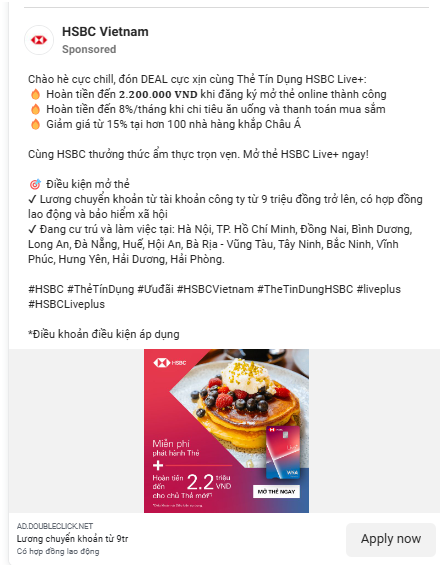 HSBC Vietnam
Sponsored
Chào hè cực chill, đón DEAL cực xịn cùng Thẻ Tín Dụng HSBC Live+:
🔥 Hoàn tiền đến 2.200.000 VND khi đăng ký mở thẻ online thành công
🔥 Hoàn tiền đến 8%/tháng khi chi tiêu ăn uống và thanh toán mua sắm
🔥 Giảm giá từ 15% tại hơn 100 nhà hàng khắp Châu Á
Cùng HSBC thưởng thức ẩm thực trọn vẹn. Mở thẻ HSBC Live+ ngay!
🎯 Điều kiện mở thẻ
✓ Lương chuyển khoản từ tài khoản công ty từ 9 triệu đồng trở lên, có hợp đồng
lao động và bảo hiểm xã hội
✓ Đang cư trú và làm việc tại: Hà Nội, TP. Hồ Chí Minh, Đồng Nai, Bình Dương,
Long An, Đà Nẵng, Huế, Hội An, Bà Rịa - Vũng Tàu, Tây Ninh, Bắc Ninh, Vĩnh
Phúc, Hưng Yên, Hải Dương, Hải Phòng.
#HSBC #ThẻTínDụng #Ưuđãi #HSBCVietnam #TheTinDungHSBC #liveplus
#HSBCLiveplus
*Điều khoản điều kiện áp dụng
HSBC
Miễn phí
phát hành Thẻ
+
Hoàn tiền đến 2.2 triệu VND
cho chủ Thẻ mới*
VISA
MỞ THẺ NGAY
AD.DOUBLECLICK.NET
Lương chuyển khoản từ 9tr
Có hợp đồng lao động
Apply now